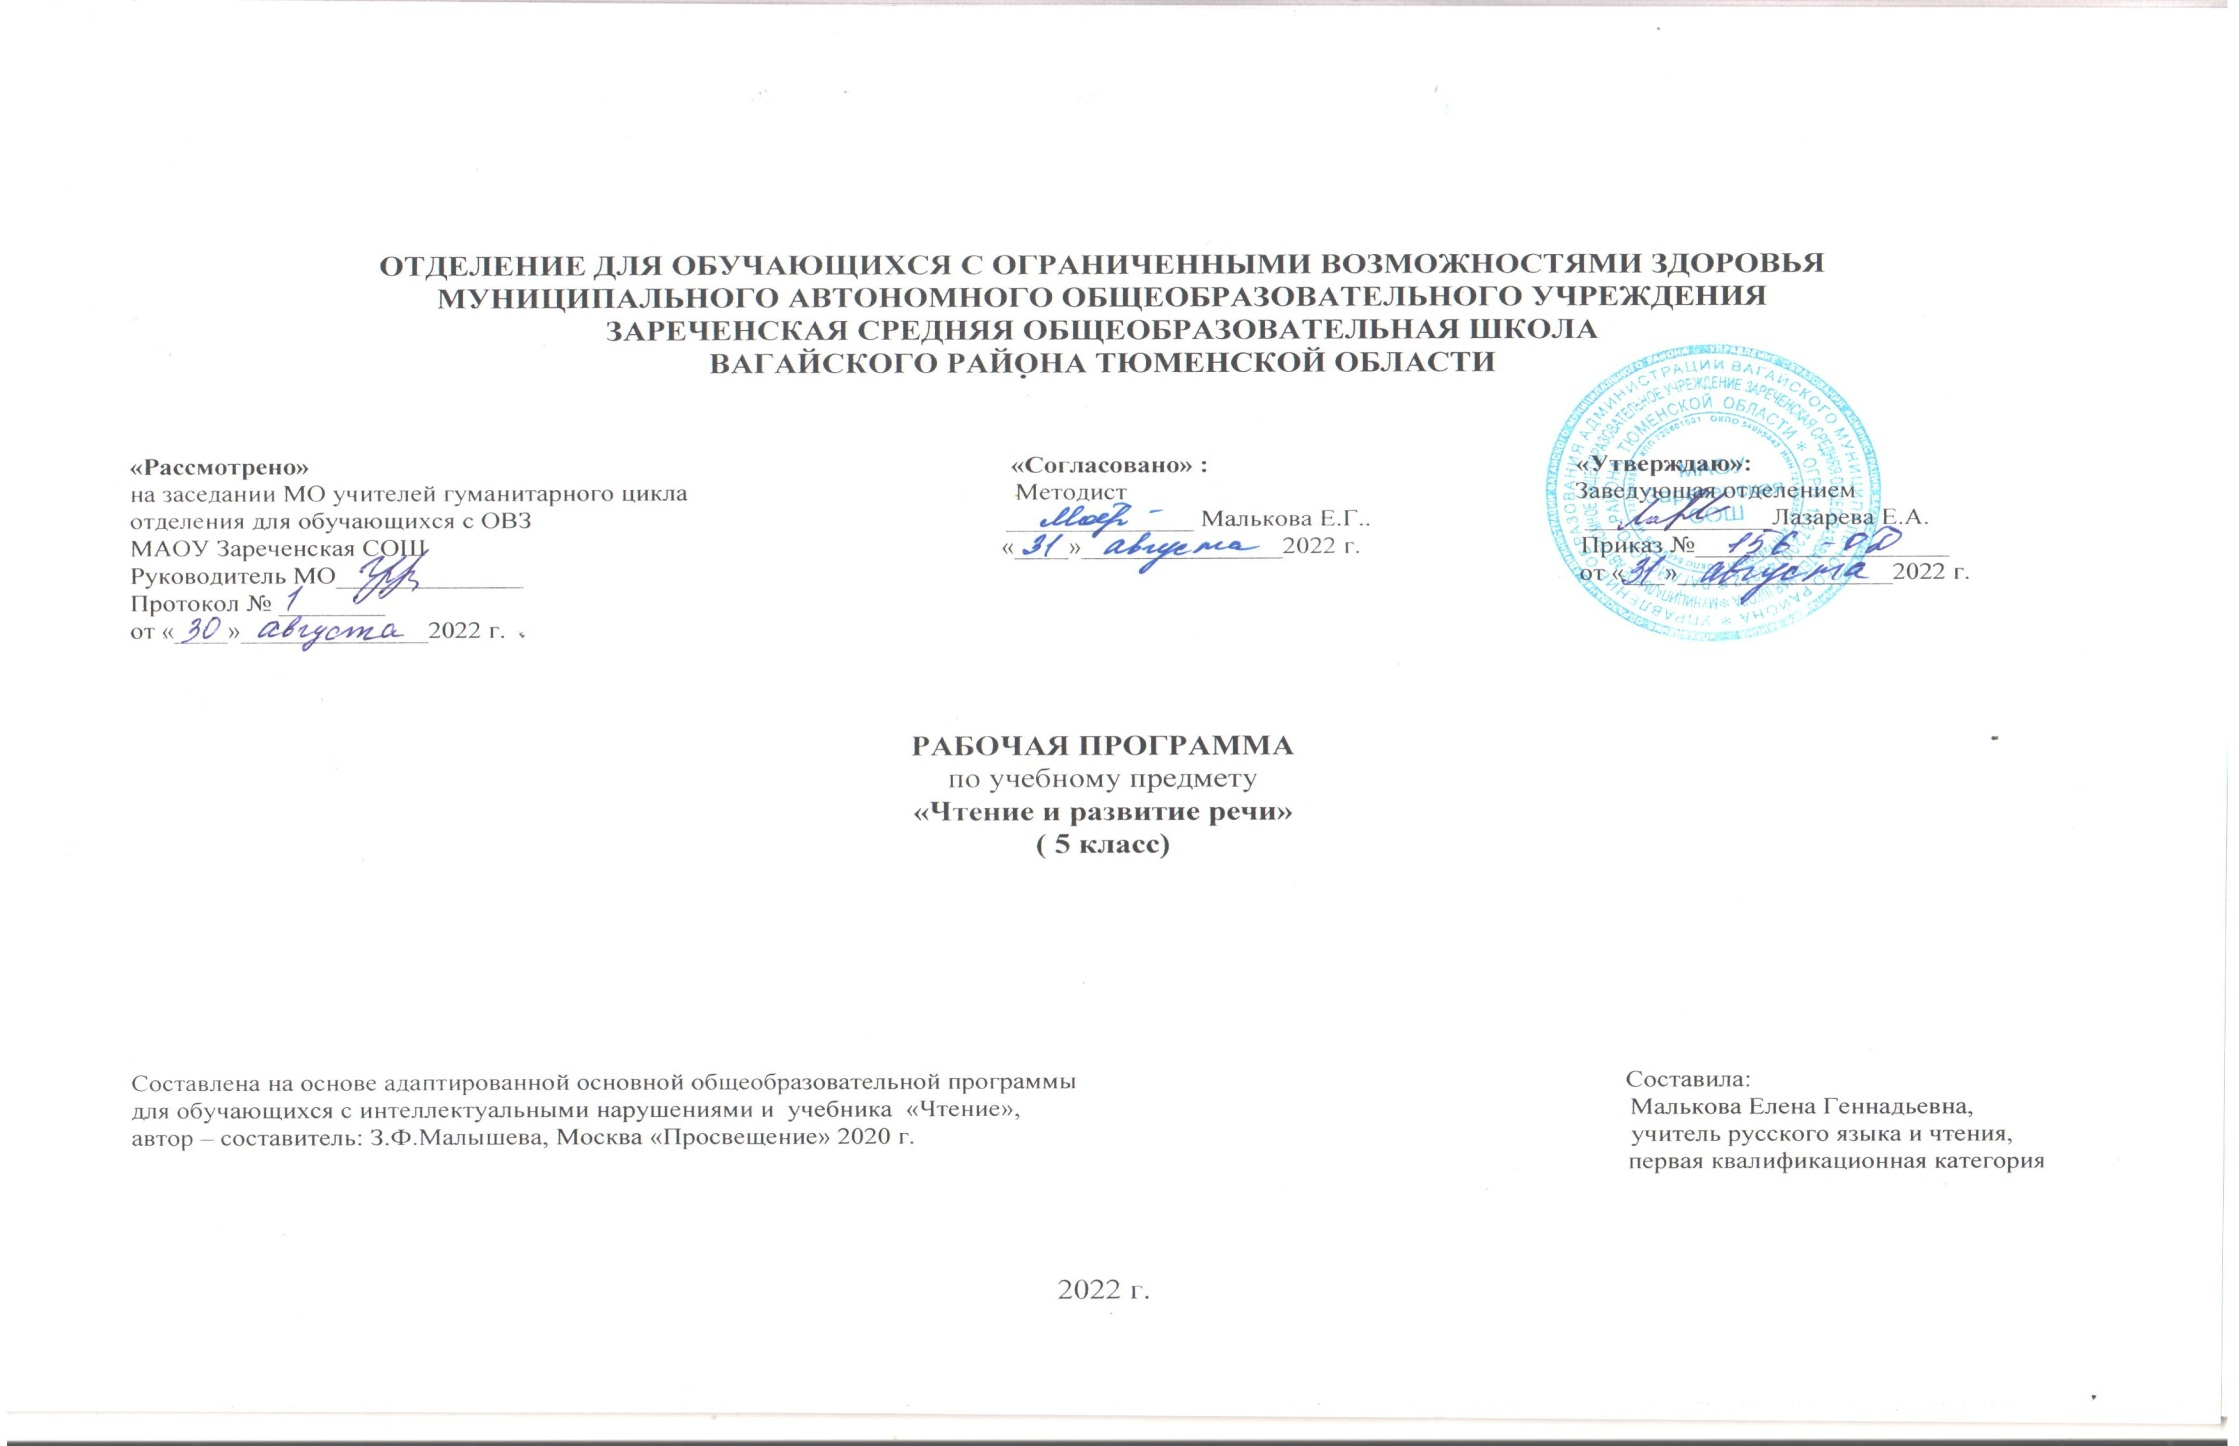 ОТДЕЛЕНИЕ ДЛЯ ОБУЧАЮЩИХСЯ С ОГРАНИЧЕННЫМИ ВОЗМОЖНОСТЯМИ ЗДОРОВЬЯ
МУНИЦИПАЛЬНОГО АВТОНОМНОГО ОБЩЕОБРАЗОВАТЕЛЬНОГО УЧРЕЖДЕНИЯ
ЗАРЕЧЕНСКАЯ СРЕДНЯЯ ОБЩЕОБРАЗОВАТЕЛЬНАЯ ШКОЛА
ВАГАЙСКОГО РАЙОНА ТЮМЕНСКОЙ ОБЛАСТИ
«Рассмотрено»
на заседании МО учителей гуманитарного цикла
отделения для обучающихся с ОВЗ
МАОУ Зареченская СОШ
Руководитель МО
Протокол № 1
от «30» августа 2022 г.
«Согласовано» :
Методист
Малькова Е.Г..
«31» августа 2022 г.
«Утверждаю»:
Заведующая отделением
Лазарева Е.А.
Приказ № 156 - ОД
от «31» августа 2022 г.
МАОУ
Зареченская
СОШ
РАБОЧАЯ ПРОГРАММА
по учебному предмету
«Чтение и развитие речи»
( 5 класс)
Составлена на основе адаптированной основной общеобразовательной программы
для обучающихся с интеллектуальными нарушениями и учебника «Чтение»,
автор – составитель: З.Ф.Малышева, Москва «Просвещение» 2020 г.
Составила:
Малькова Елена Геннадьевна,
учитель русского языка и чтения,
первая квалификационная категория
2022 г.